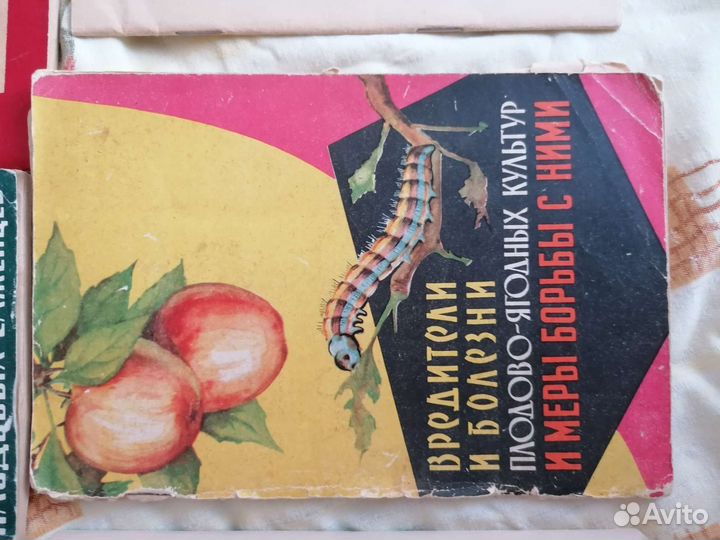 ВРЕДИТЕЛИ
И БОЛЕЗНИ
ПЛОДОВО-ЯГОДНЫХ КУЛЬТУР
И МЕРЫ БОРЬБЫ С НИМИ
Avito